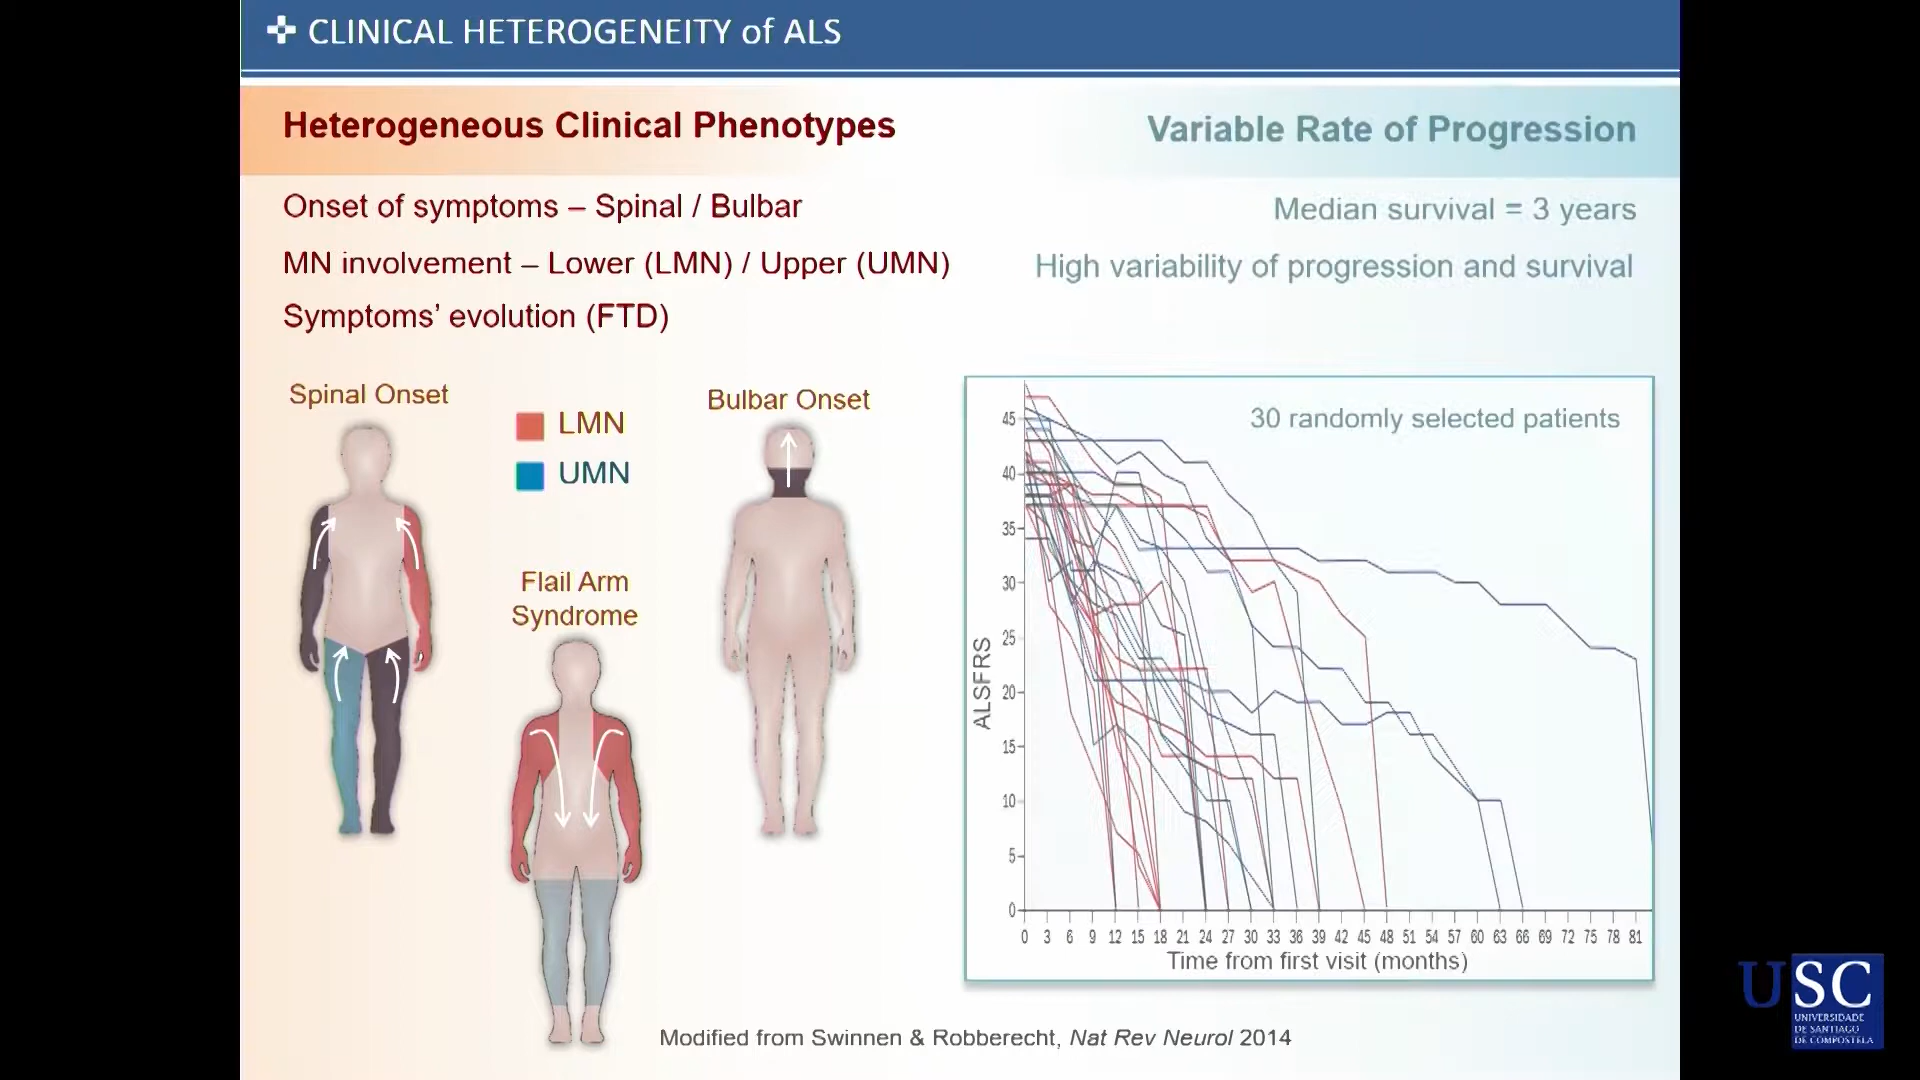 CLINICAL HETEROGENEITY of ALS
Heterogeneous Clinical Phenotypes
Onset of symptoms – Spinal / Bulbar
MN involvement – Lower (LMN) / Upper (UMN)
Symptoms’ evolution (FTD)
Variable Rate of Progression
Median survival = 3 years
High variability of progression and survival
Spinal Onset
LMN
UMN
Bulbar Onset
Flail Arm
Syndrome
30 randomly selected patients
ALSFRS
45
40
35
30
25
20
15
10
5
0
0 3 6 9 12 15 18 21 24 27 30 33 36 39 42 45 48 51 54 57 60 63 66 69 72 75 78 81
Time from first visit (months)
Modified from Swinnen & Robberecht, Nat Rev Neurol 2014
USC
UNIVERSIDADE
DE SANTIAGO
DE COMPOSTELA